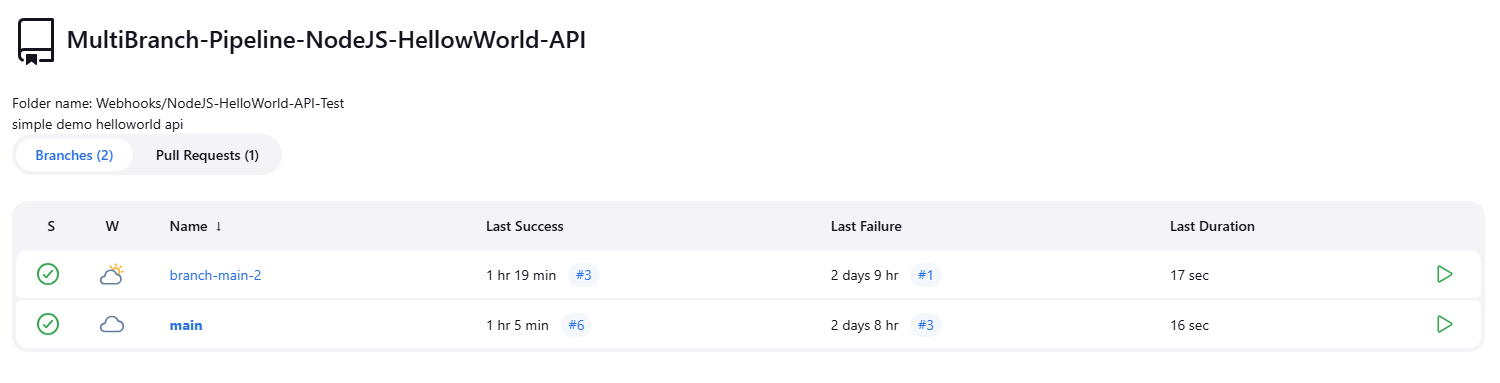 MultiBranch-Pipeline-NodeJS-HellowWorld-API
Folder name: Webhooks/NodeJS-HelloWorld-API-Test
simple demo helloworld api
Branches (2) Pull Requests (1)
S W Name ↓ Last Success Last Failure Last Duration
branch-main-2 1 hr 19 min #3 2 days 9 hr #1 17 sec
main 1 hr 5 min #6 2 days 8 hr #3 16 sec